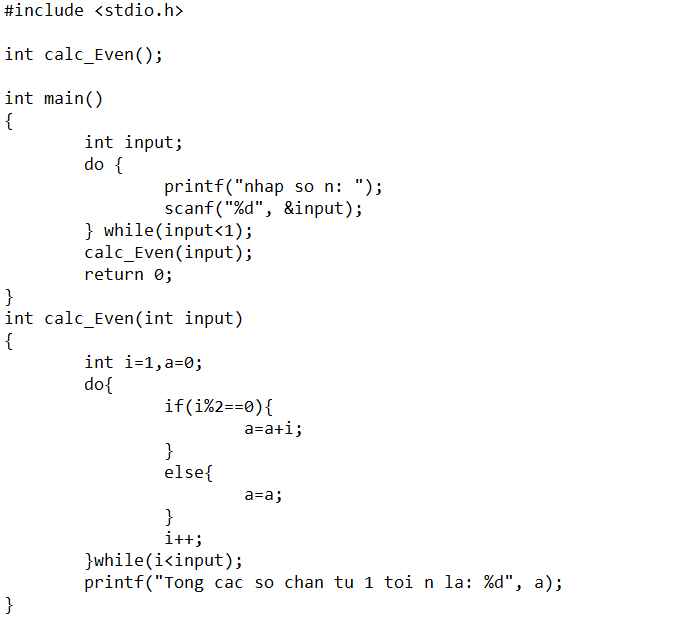 #include <stdio.h>
int calc_Even();
int main()
{
int input;
do {
printf("nhap so n: ");
scanf("%d", &input);
} while(input<1);
calc_Even(input);
return 0;
}
int calc_Even(int input)
{
int i=1,a=0;
do{
if(i%2==0){
a=a+i;
}
else{
a=a;
}
i++;
}while(i<input);
printf("Tong cac so chan tu 1 toi n la: %d", a);
}